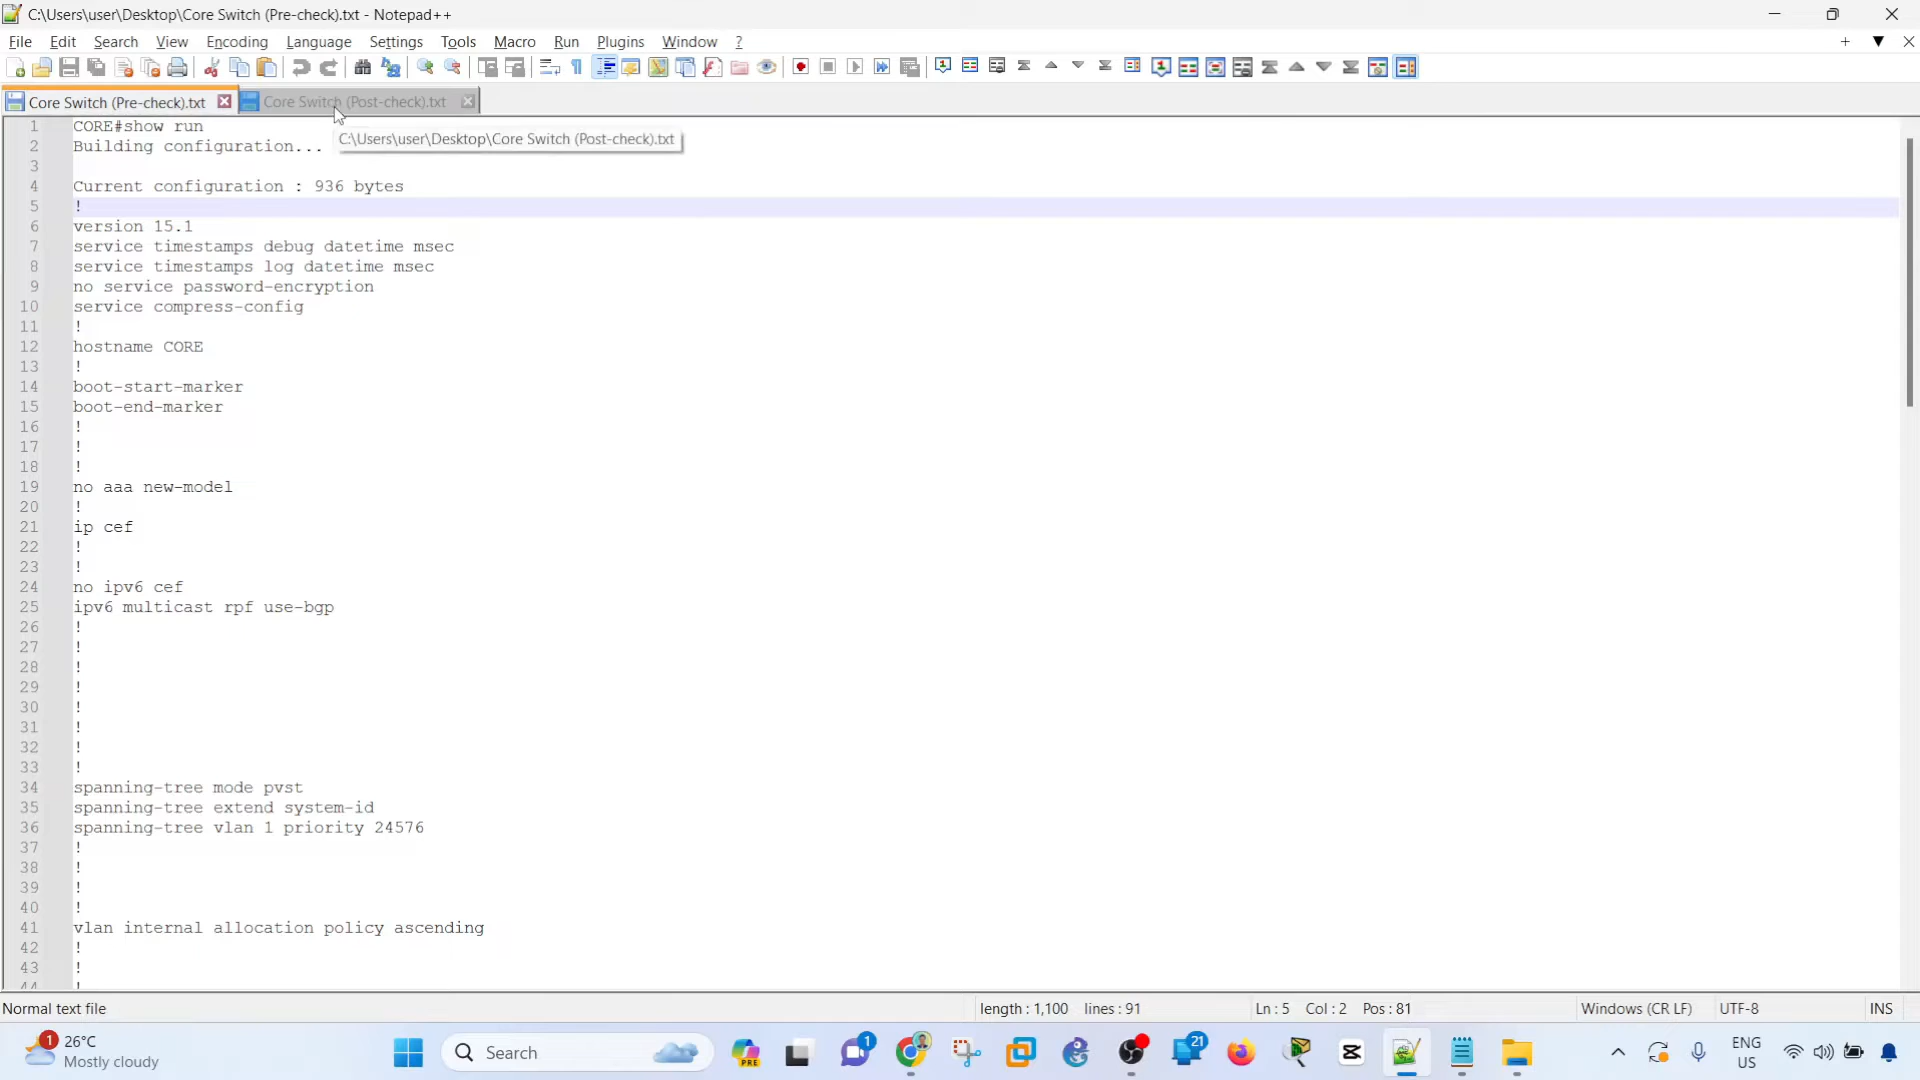 C:\Users\user\Desktop\Core Switch (Pre-check).txt - Notepad++
File Edit Search View Encoding Language Settings Tools Macro Run Plugins Window ?
Core Switch (Pre-check).txt Core Switch (Post-check).txt
C:\Users\user\Desktop\Core Switch (Post-check).txt
1 CORE#show run
2 Building configuration...
3
4 Current configuration : 936 bytes
5 !
6 version 15.1
7 service timestamps debug datetime msec
8 service timestamps log datetime msec
9 no service password-encryption
10 service compress-config
11 !
12 hostname CORE
13 !
14 boot-start-marker
15 boot-end-marker
16 !
17 !
18 !
19 no aaa new-model
20 !
21 ip cef
22 !
23 !
24 no ipv6 cef
25 ipv6 multicast rpf use-bgp
26 !
27 !
28 !
29 !
30 !
31 !
32 !
33 !
34 spanning-tree mode pvst
35 spanning-tree extend system-id
36 spanning-tree vlan 1 priority 24576
37 !
38 !
39 !
40 !
41 vlan internal allocation policy ascending
42 !
43 !
44 !
Normal text file length : 1,100 lines : 91 Ln : 5 Col : 2 Pos : 81 Windows (CR LF) UTF-8 INS
1 26°C
Mostly cloudy
Search
PRE
1
21
ENG
US